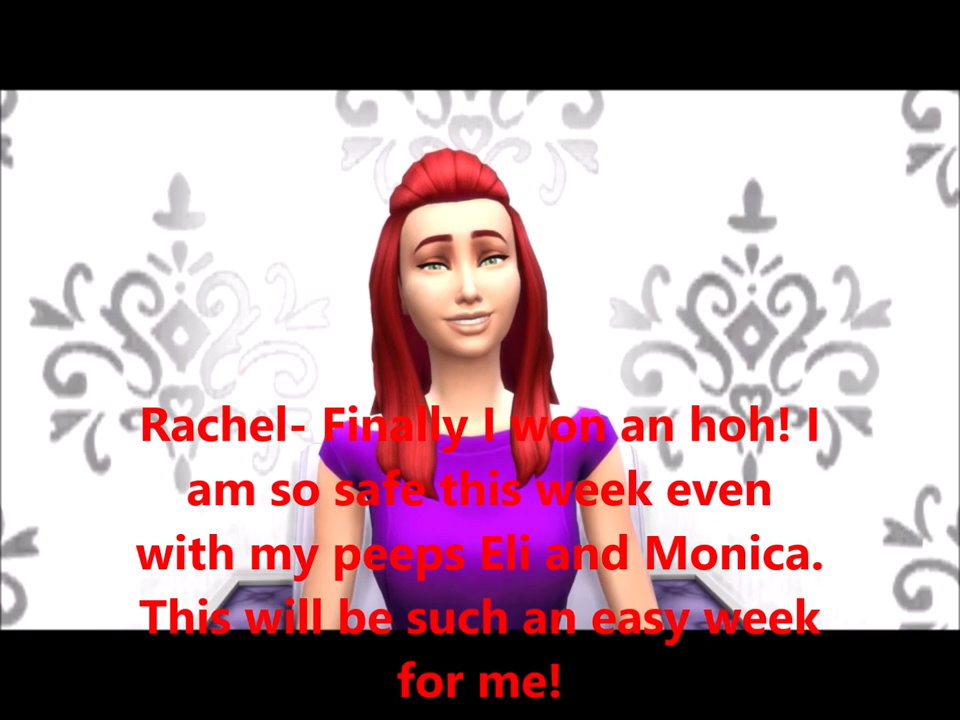 Rachel- Finally I won an hoh! I
am so safe this week even
with my peeps Eli and Monica.
This will be such an easy week
for me!